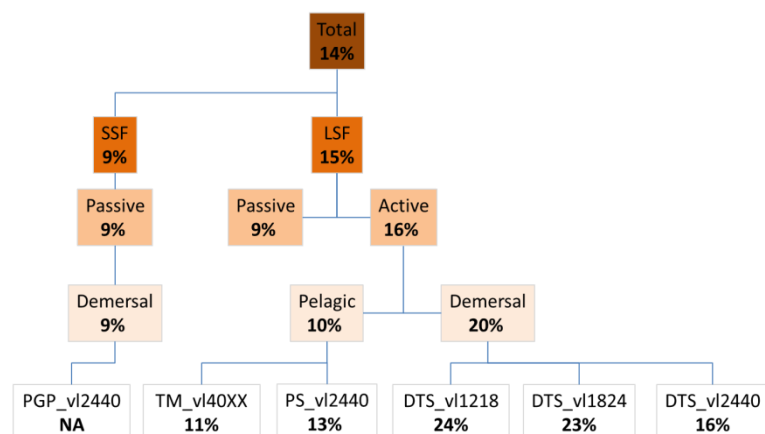 Total
14%
SSF
9%
LSF
15%
Passive
9%
Passive
9%
Active
16%
Demersal
9%
Pelagic
10%
Demersal
20%
PGP_vl2440
NA
TM_vl40XX
11%
PS_vl2440
13%
DTS_vl1218
24%
DTS_vl1824
23%
DTS_vl2440
16%